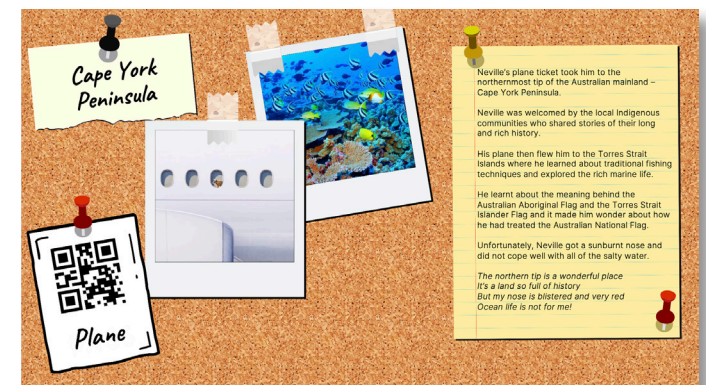 Cape York
Peninsula
Plane
Neville's plane ticket took him to the
northernmost tip of the Australian mainland –
Cape York Peninsula.
Neville was welcomed by the local Indigenous
communities who shared stories of their long
and rich history.
His plane then flew him to the Torres Strait
Islands where he learned about traditional fishing
techniques and explored the rich marine life.
He learnt about the meaning behind the
Australian Aboriginal Flag and the Torres Strait
Islander Flag and it made him wonder about how
he had treated the Australian National Flag.
Unfortunately, Neville got a sunburnt nose and
did not cope well with all of the salty water.
The northern tip is a wonderful place
It's a land so full of history
But my nose is blistered and very red
Ocean life is not for me!